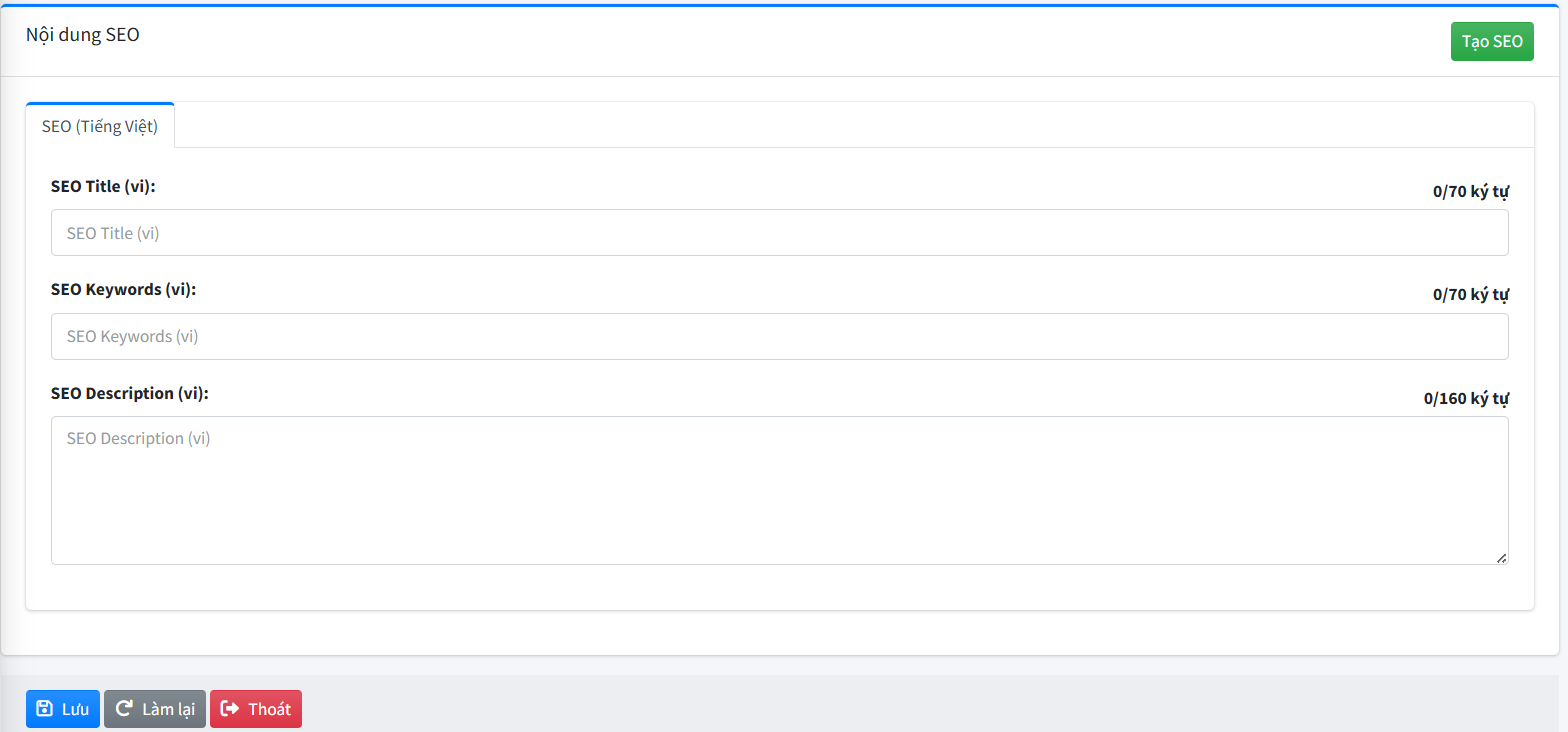 Nội dung SEO
Tạo SEO
SEO (Tiếng Việt)
SEO Title (vi):
0/70 ký tự
SEO Title (vi)
SEO Keywords (vi):
0/70 ký tự
SEO Keywords (vi)
SEO Description (vi):
0/160 ký tự
SEO Description (vi)
Lưu Làm lại Thoát